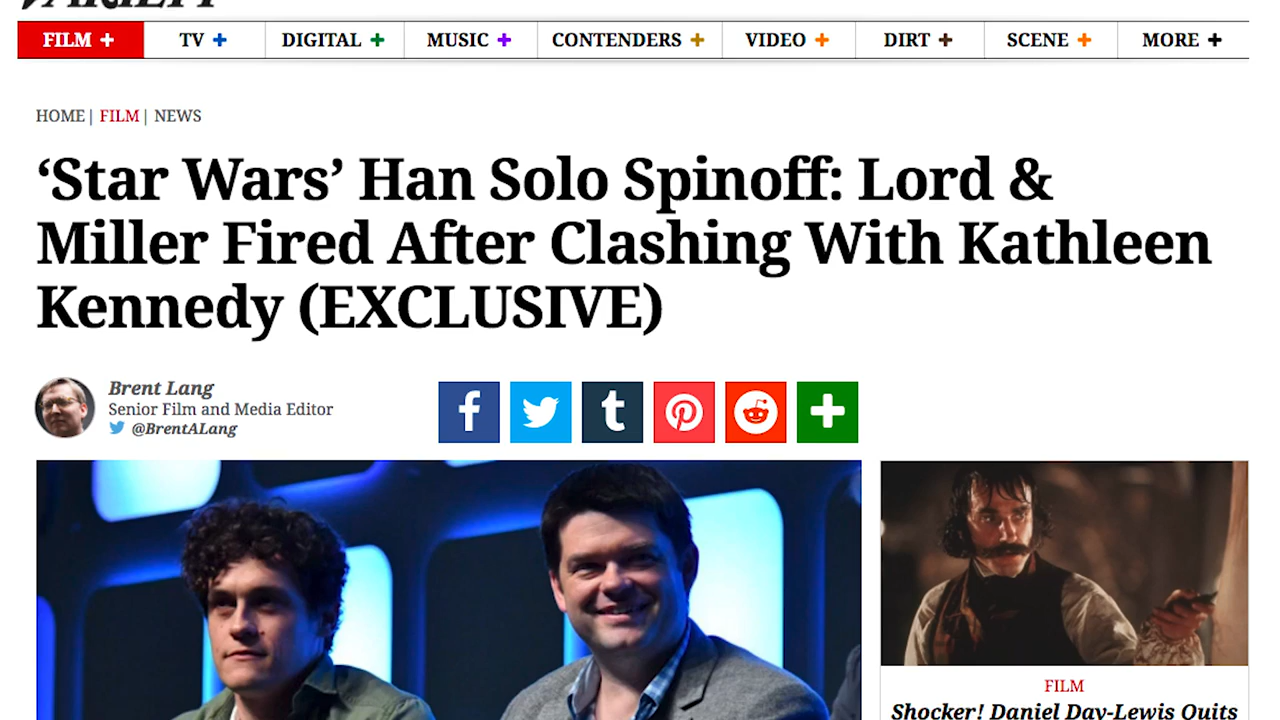 VARIETY
FILM + TV + DIGITAL + MUSIC + CONTENDERS + VIDEO + DIRT + SCENE + MORE +
HOME | FILM | NEWS
‘Star Wars’ Han Solo Spinoff: Lord &
Miller Fired After Clashing With Kathleen
Kennedy (EXCLUSIVE)
Brent Lang
Senior Film and Media Editor
@BrentALang
FILM
Shocker! Daniel Day-Lewis Quits